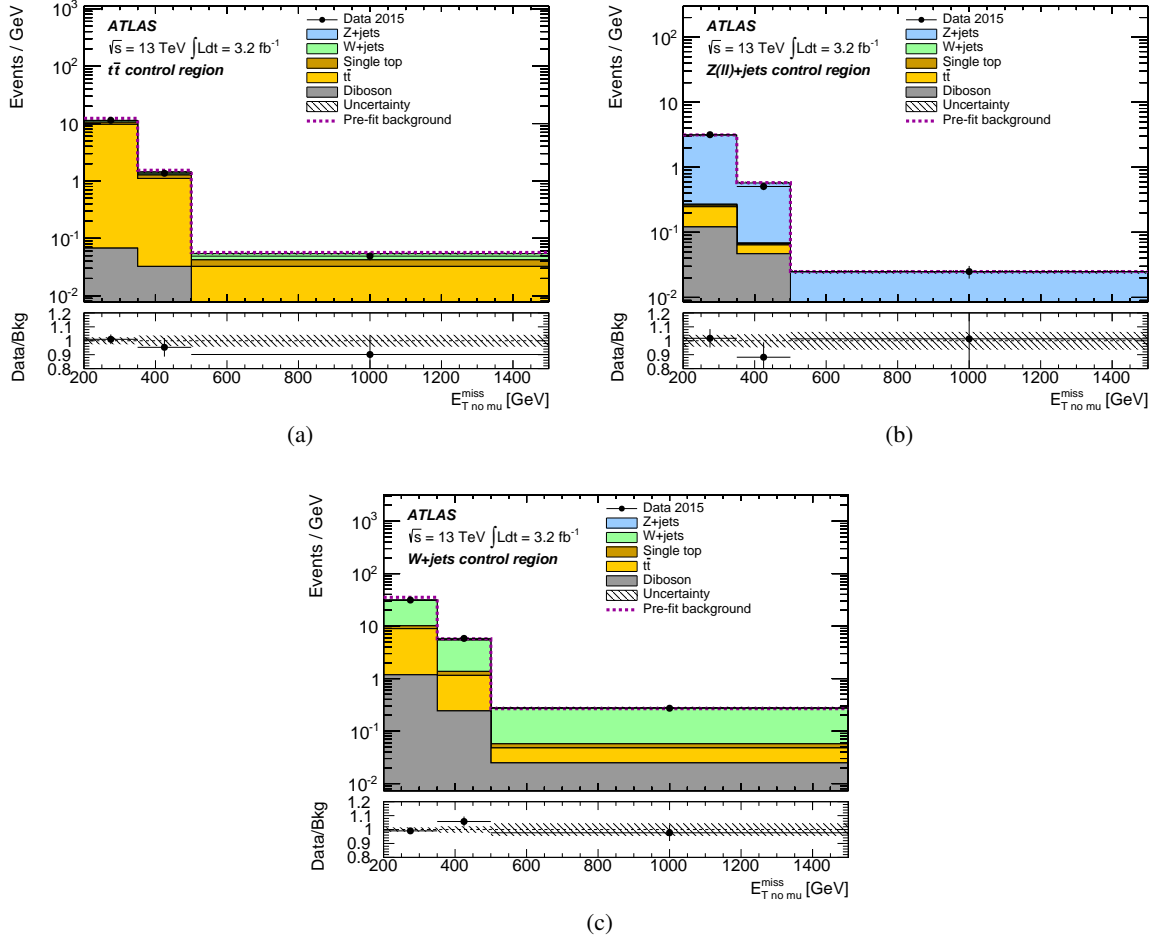 Events / GeV
10³
10²
10
1
10⁻¹
10⁻²
ATLAS
√s = 13 TeV ∫Ldt = 3.2 fb⁻¹
tt̄ control region
Data 2015
Z+jets
W+jets
Single top
tt̄
Diboson
Uncertainty
Pre-fit background
Data/Bkg
1.2
1.1
1
0.9
0.8
200 400 600 800 1000 1200 1400
E^miss_T no mu [GeV]
(a)
Events / GeV
10²
10
1
10⁻¹
10⁻²
ATLAS
√s = 13 TeV ∫Ldt = 3.2 fb⁻¹
Z(ll)+jets control region
Data 2015
Z+jets
W+jets
Single top
tt̄
Diboson
Uncertainty
Pre-fit background
Data/Bkg
1.2
1.1
1
0.9
0.8
200 400 600 800 1000 1200 1400
E^miss_T no mu [GeV]
(b)
Events / GeV
10³
10²
10
1
10⁻¹
10⁻²
ATLAS
√s = 13 TeV ∫Ldt = 3.2 fb⁻¹
W+jets control region
Data 2015
Z+jets
W+jets
Single top
tt̄
Diboson
Uncertainty
Pre-fit background
Data/Bkg
1.2
1.1
1
0.9
0.8
200 400 600 800 1000 1200 1400
E^miss_T no mu [GeV]
(c)